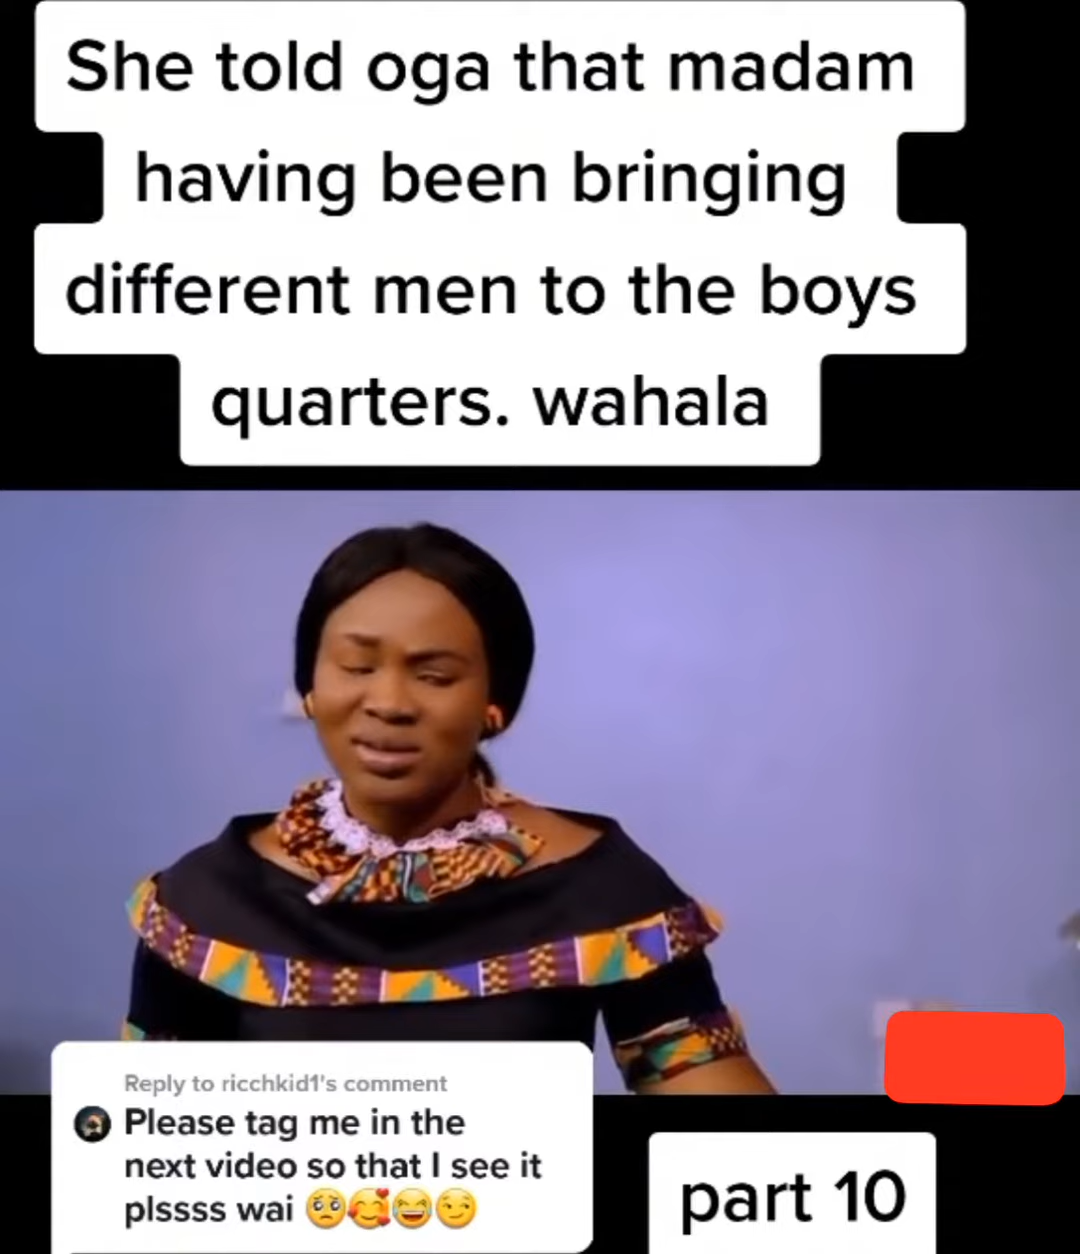 She told oga that madam
having been bringing
different men to the boys
quarters. wahala
Reply to ricchkid1's comment
Please tag me in the
next video so that I see it
plssss wai 🥺🥰😂😏
part 10